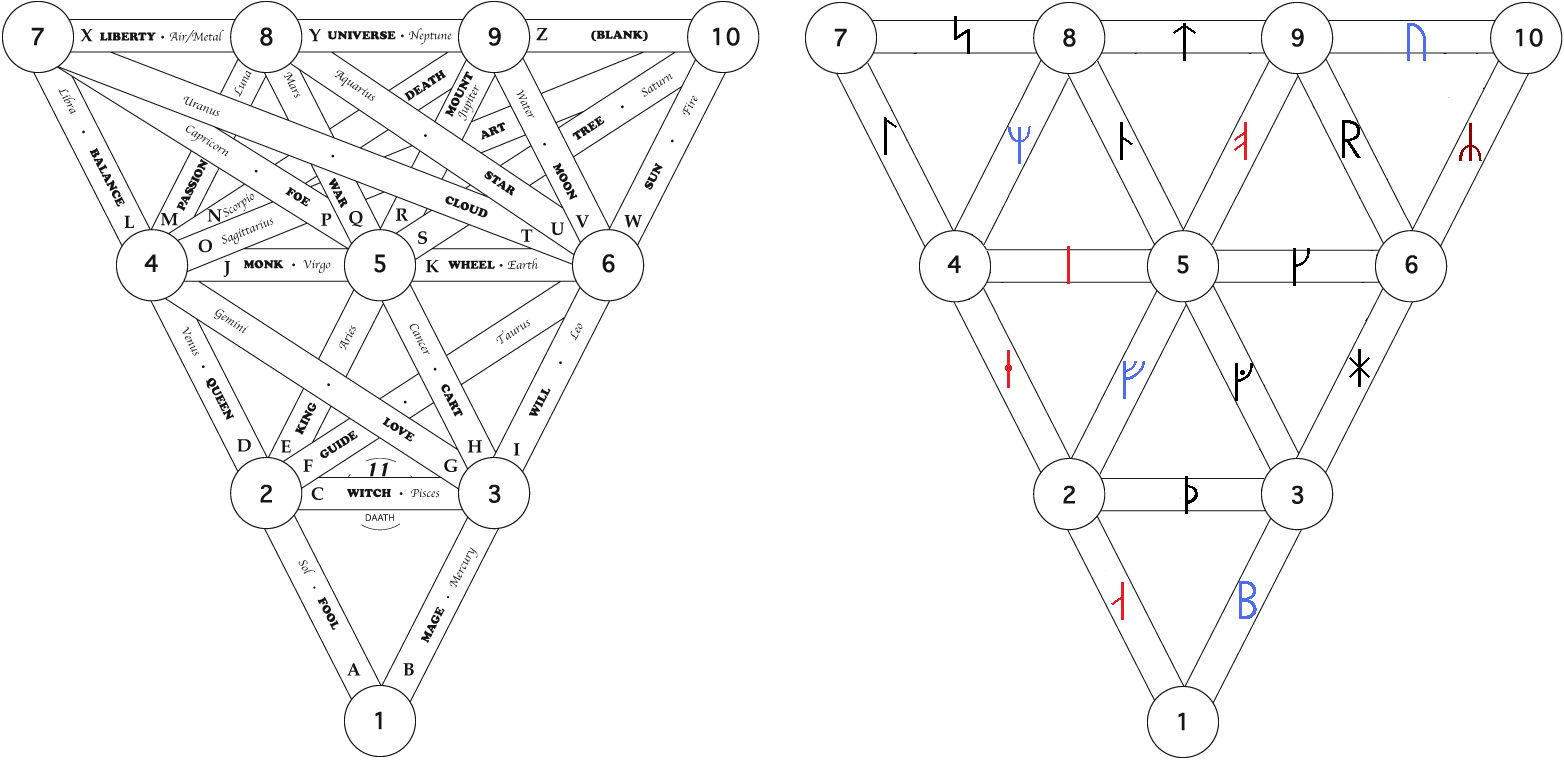 7 X LIBERTY · Air/Metal 8 Y UNIVERSE · Neptune 9 Z (BLANK) 10
Libra · BALANCE L
Luna PASSION M
Mars WAR Q
Aquarius · STAR U
DEATH
MOUNT Jupiter R
Water · MOON V
ART
TREE · Saturn S
Fire · SUN W
Uranus · CLOUD T
Capricorn · FOE P
N Scorpio
O Sagittarius
4 J MONK · Virgo 5 K WHEEL · Earth 6
Venus · QUEEN D
Gemini · LOVE G
Aries KING E
Cancer · CART H
Taurus · GUIDE F
Leo · WILL I
11
2 C WITCH · Pisces 3
DAATH
Sol · FOOL A
Mercury · MAGE B
1
7 ᛋ 8 ᛏ 9 ᚢ 10
ᛚ ᛘ ᚿ ᚯ ᚱ ᛦ
4 ᛁ 5 ᚴ 6
ᛂ ᚠ ᚵ ᚼ
2 ᚦ 3
ᛆ ᛒ
1